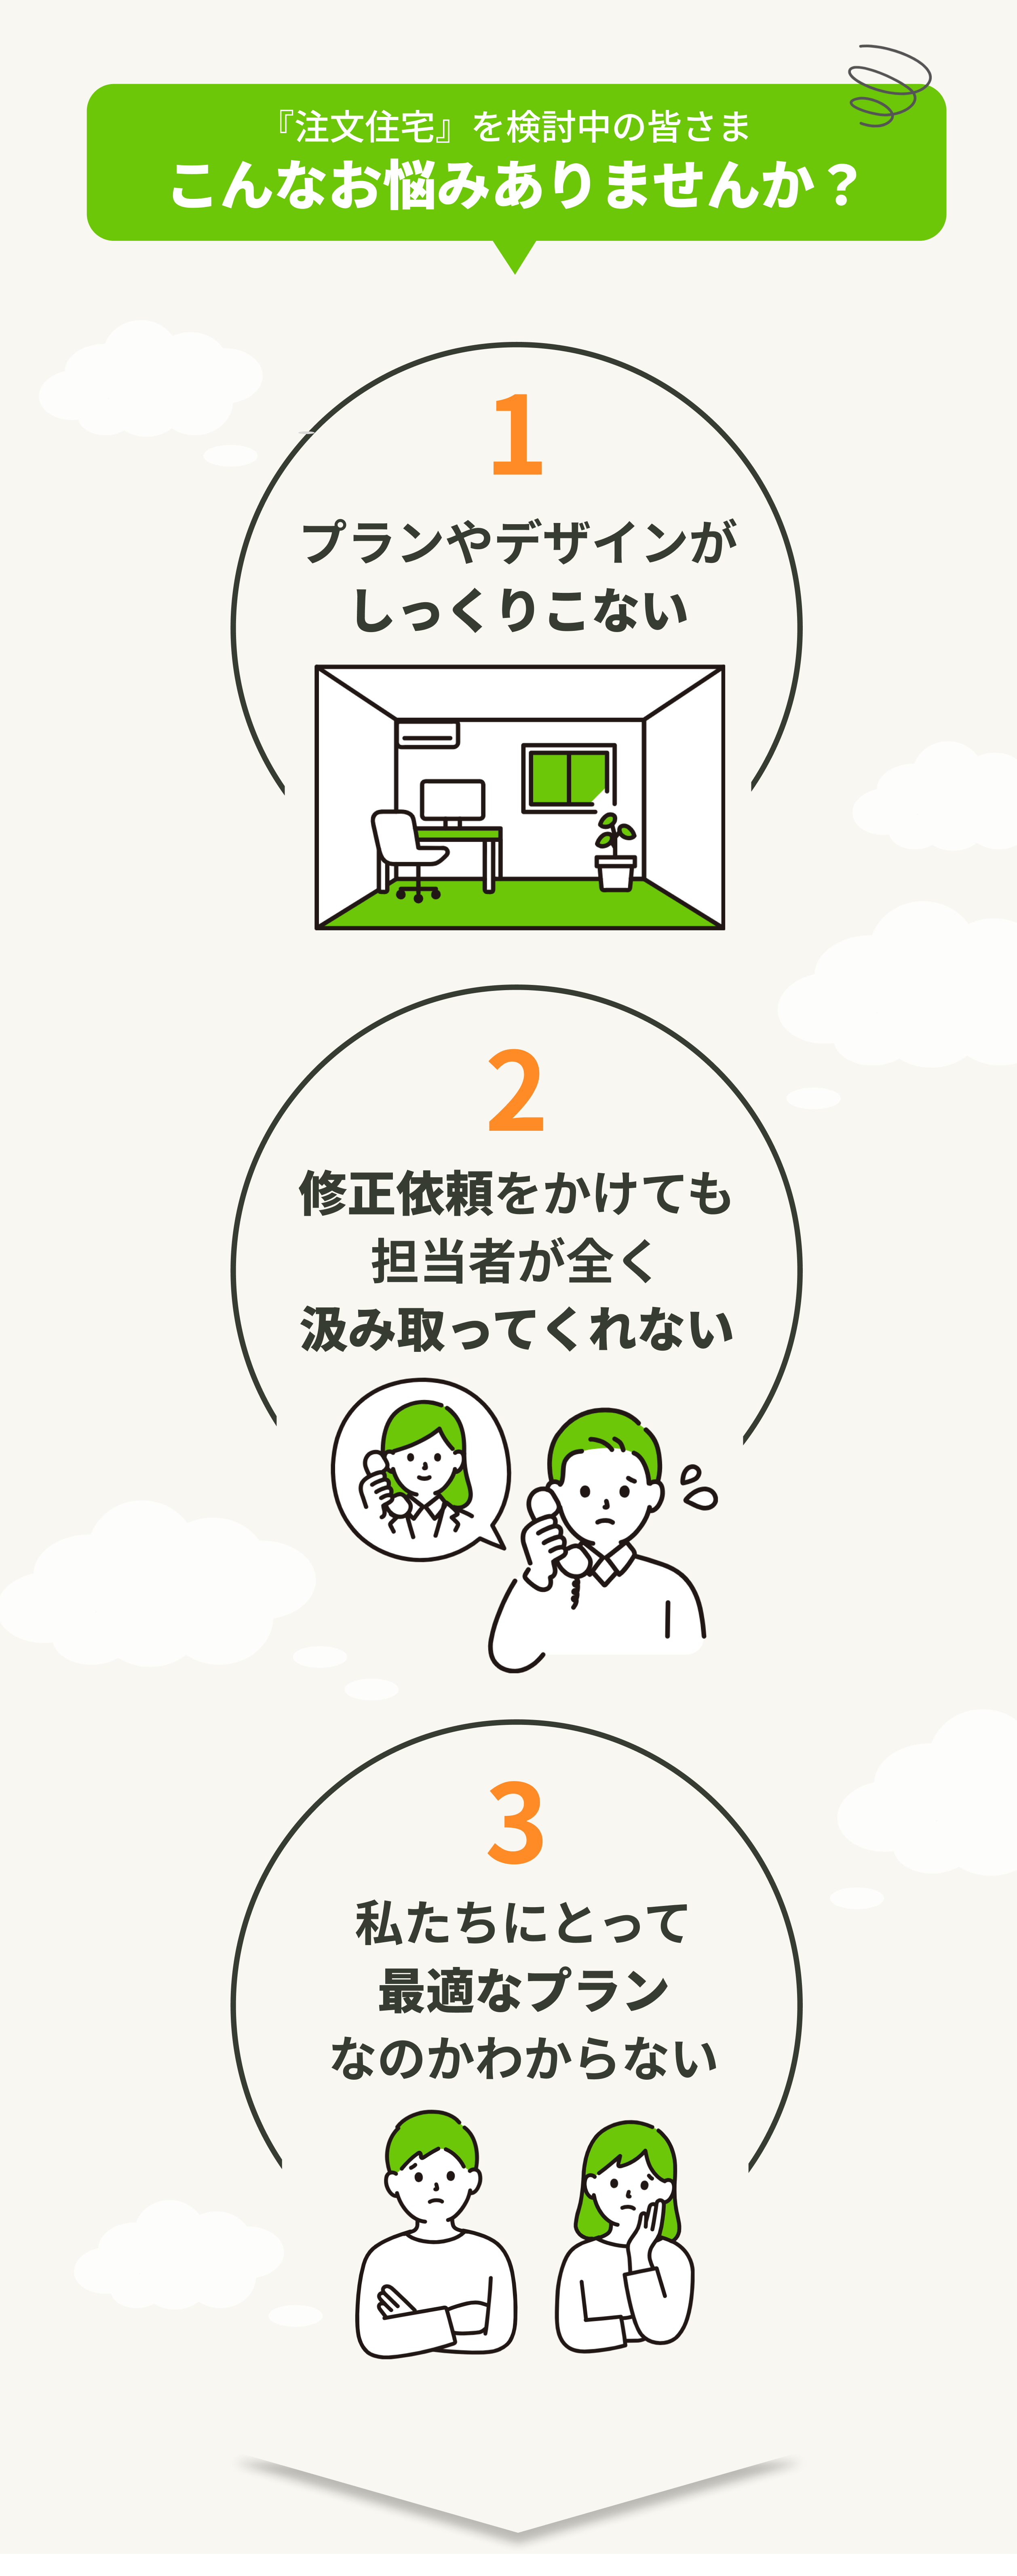 『注文住宅』を検討中の皆さま
こんなお悩みありませんか？
1
プランやデザインが
しっくりこない
2
修正依頼をかけても
担当者が全く
汲み取ってくれない
3
私たちにとって
最適なプラン
なのかわからない